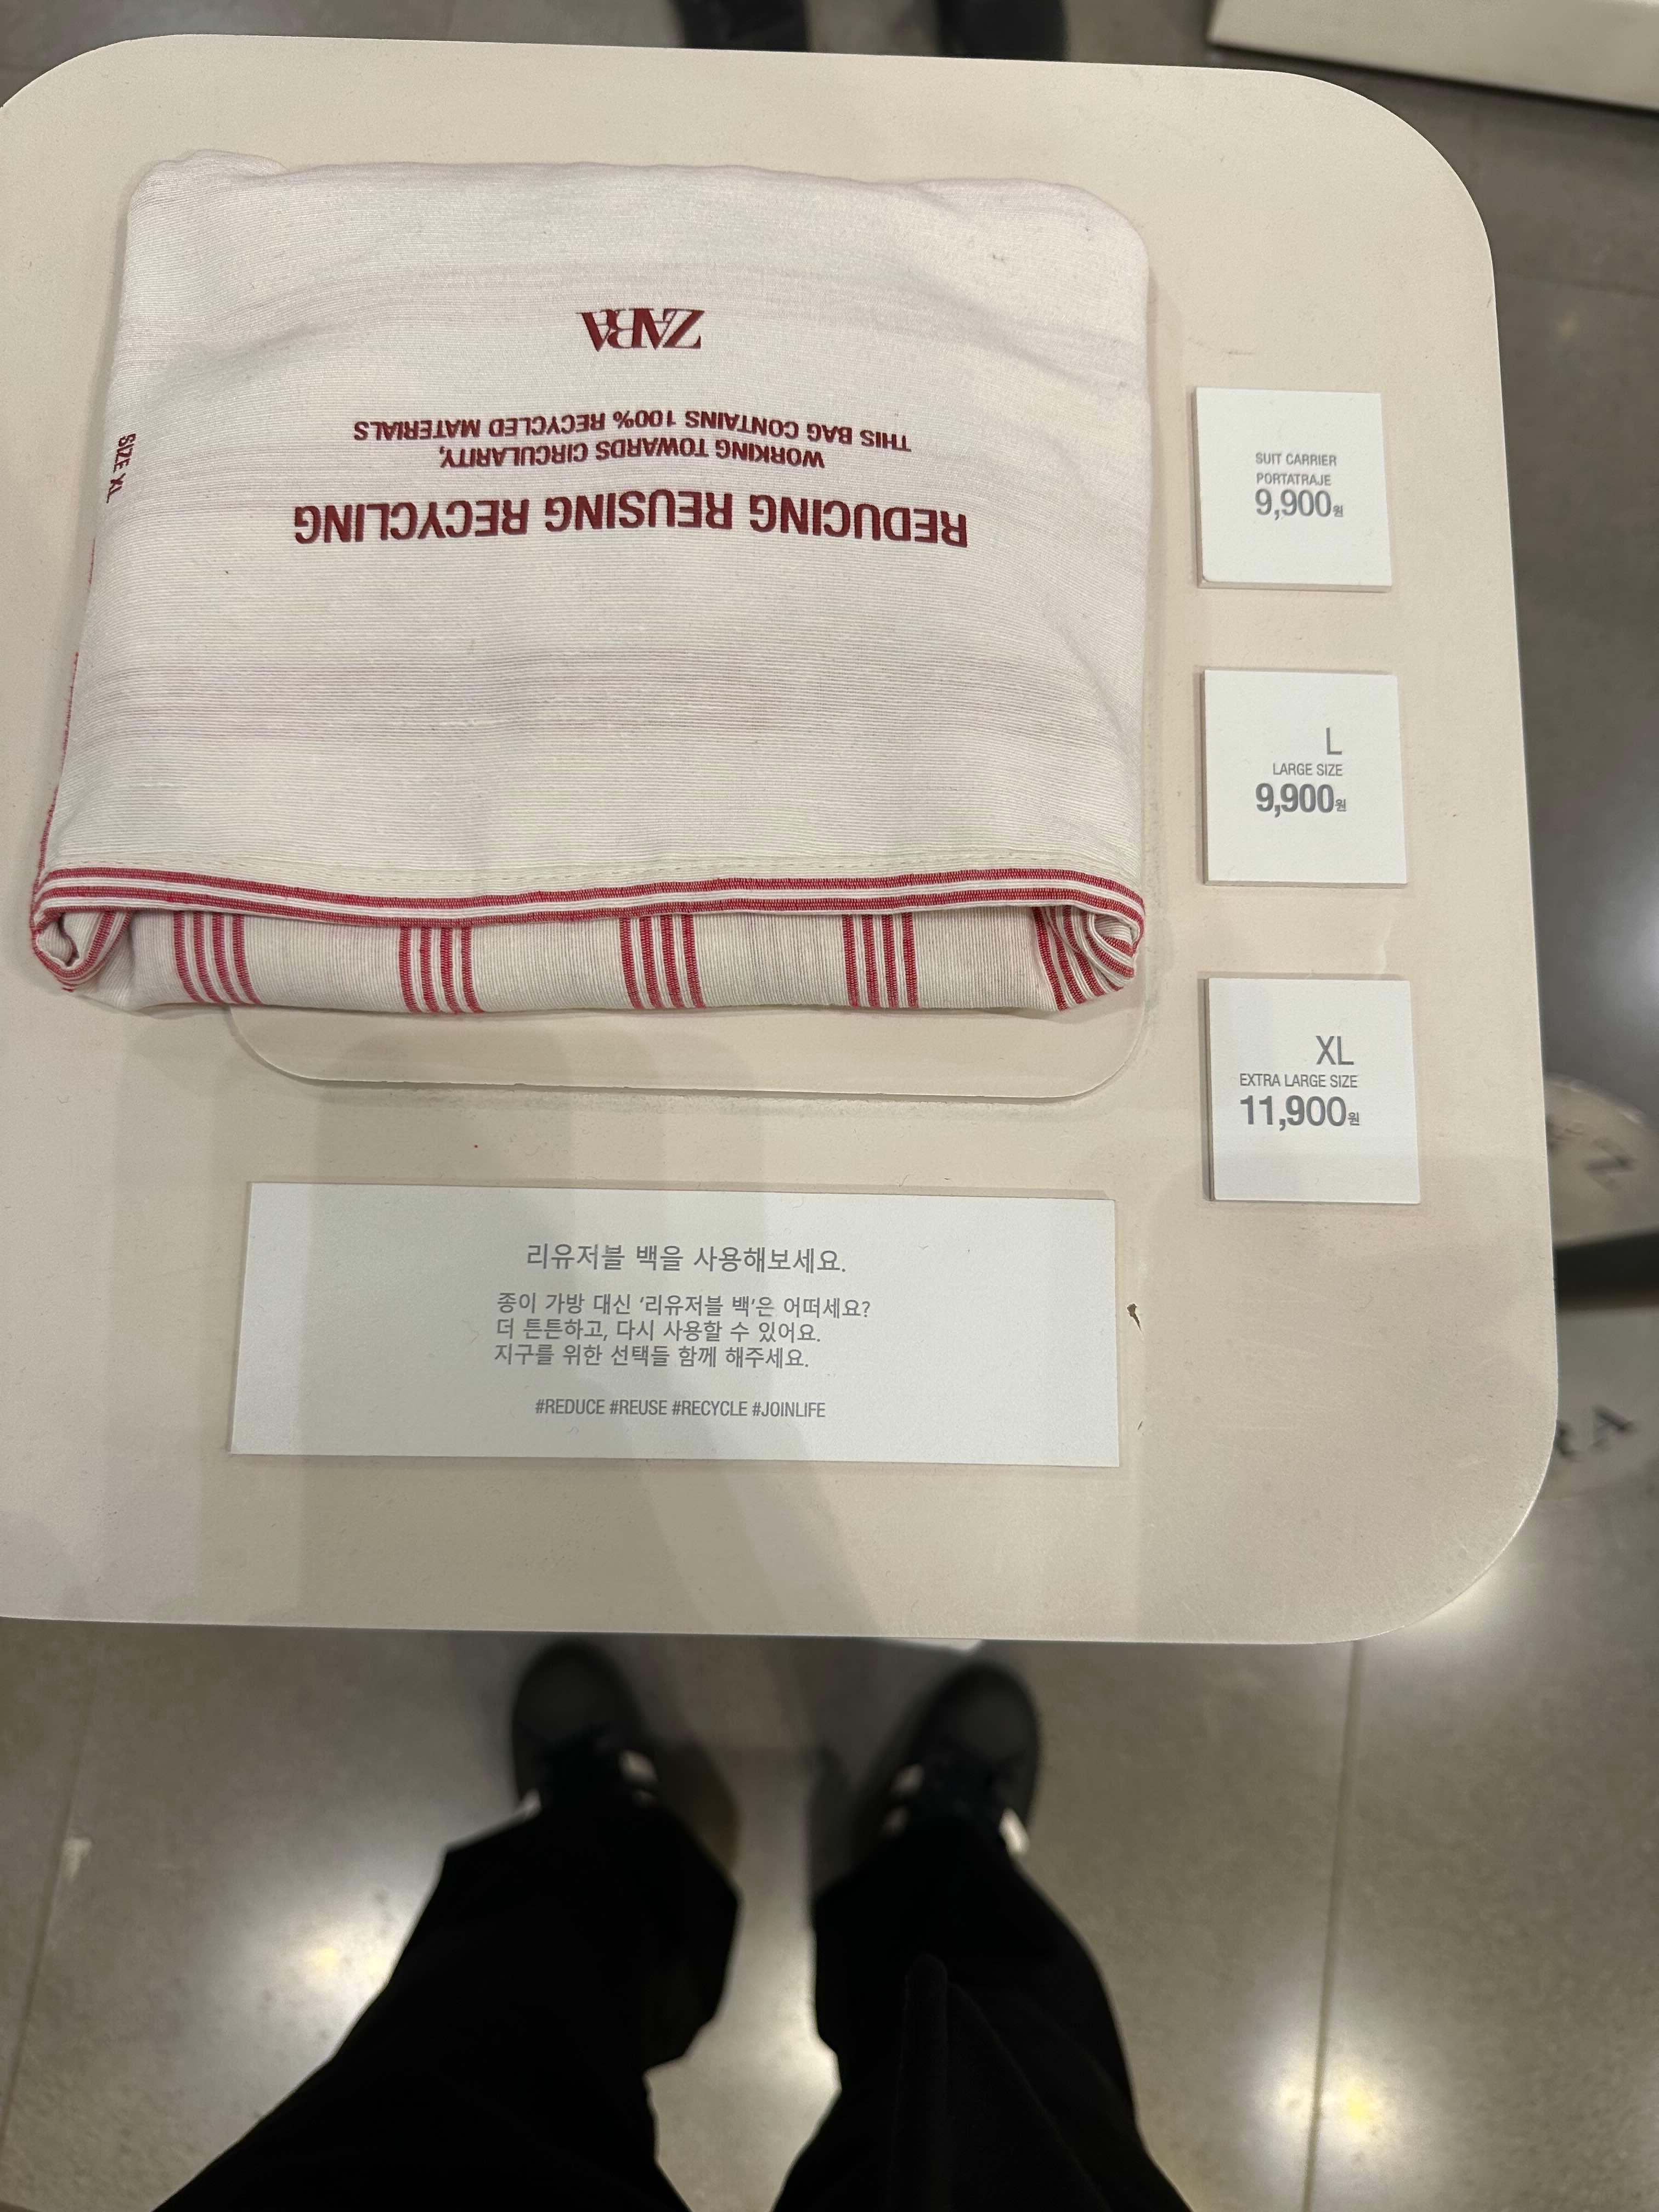 ZARA
THIS BAG CONTAINS 100% RECYCLED MATERIALS
WORKING TOWARDS CIRCULARITY,
REDUCING REUSING RECYCLING
SIZE XL
SUIT CARRIER
PORTATRAJE
9,900원
L
LARGE SIZE
9,900원
XL
EXTRA LARGE SIZE
11,900원
리유저블 백을 사용해보세요.
종이 가방 대신 '리유저블 백'은 어떠세요?
더 튼튼하고, 다시 사용할 수 있어요.
지구를 위한 선택들 함께 해주세요.
#REDUCE #REUSE #RECYCLE #JOINLIFE